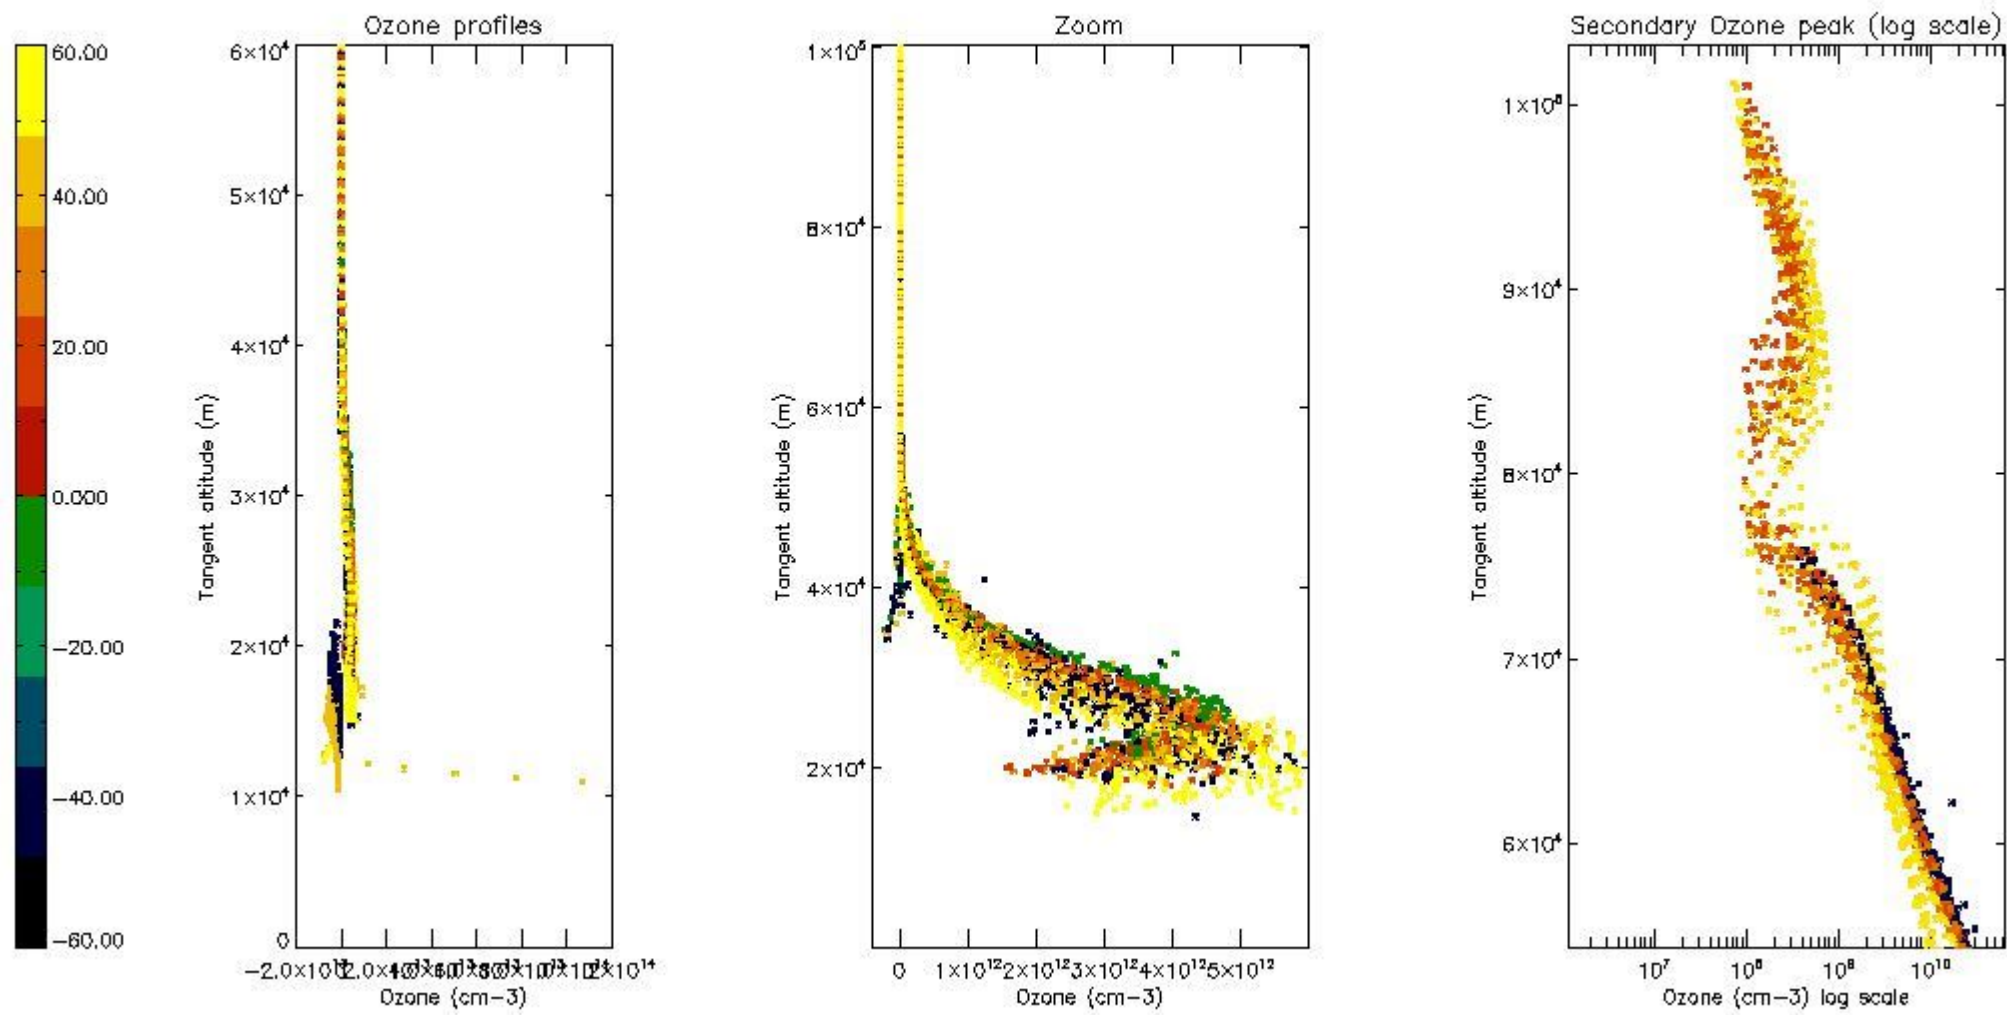 Ozone profiles
Zoom
Secondary Ozone peak (log scale)
60.00
40.00
20.00
0.000
-20.00
-40.00
-60.00
6×10⁴
5×10⁴
4×10⁴
3×10⁴
2×10⁴
1×10⁴
0
Tangent altitude (m)
Ozone (cm-3)
1×10⁵
8×10⁴
6×10⁴
4×10⁴
2×10⁴
Tangent altitude (m)
0 1×10¹² 2×10¹² 3×10¹² 4×10¹² 5×10¹²
Ozone (cm-3)
9×10⁴
8×10⁴
7×10⁴
6×10⁴
Tangent altitude (m)
10⁷ 10⁸ 10⁹ 10¹⁰
Ozone (cm-3) log scale